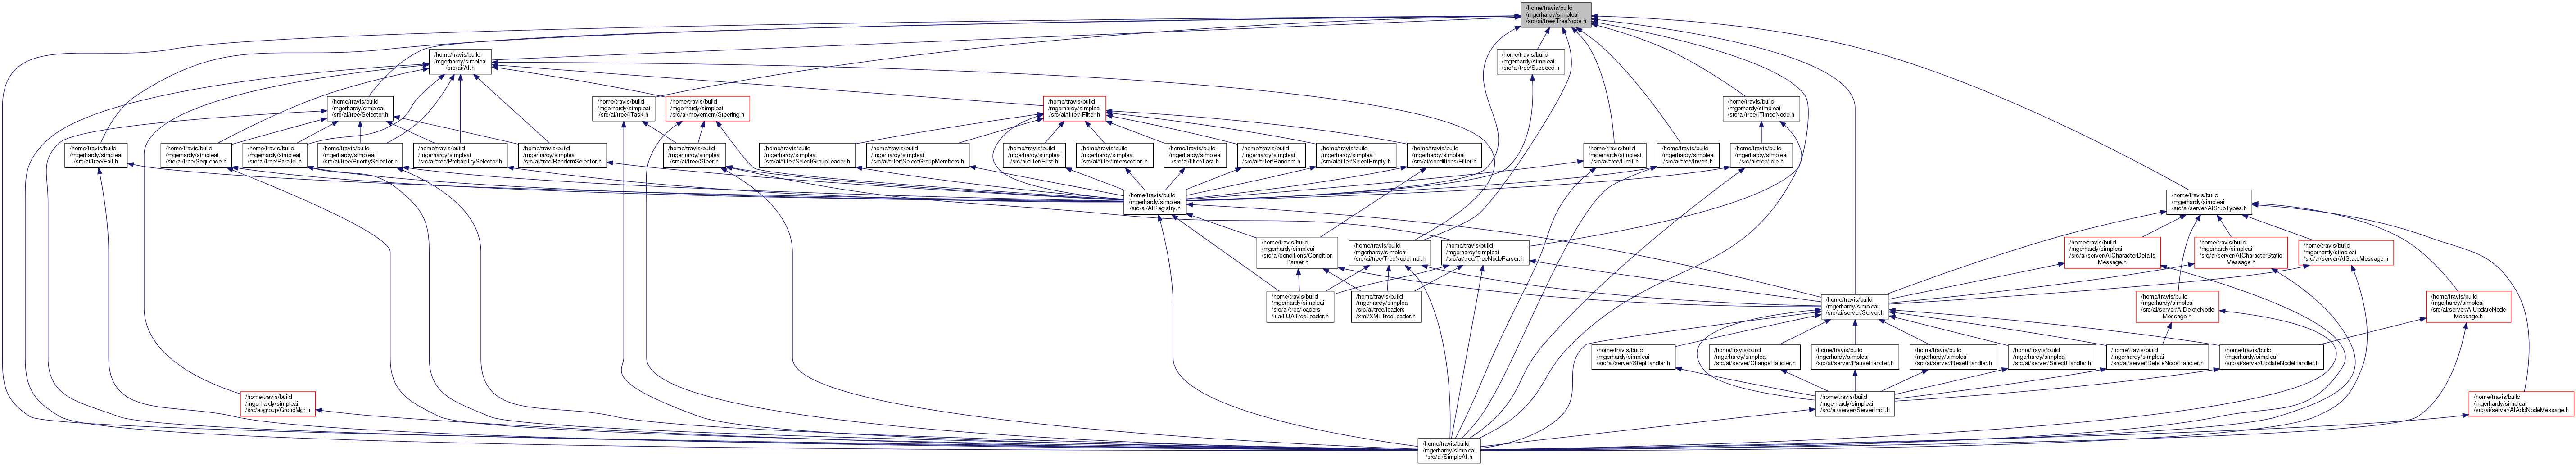 /home/travis/build
/mgerhardy/simpleai
/src/ai/tree/TreeNode.h
/home/travis/build
/mgerhardy/simpleai
/src/ai/AI.h
/home/travis/build
/mgerhardy/simpleai
/src/ai/tree/Succeed.h
/home/travis/build
/mgerhardy/simpleai
/src/ai/tree/Selector.h
/home/travis/build
/mgerhardy/simpleai
/src/ai/tree/ITask.h
/home/travis/build
/mgerhardy/simpleai
/src/ai/movement/Steering.h
/home/travis/build
/mgerhardy/simpleai
/src/ai/filter/IFilter.h
/home/travis/build
/mgerhardy/simpleai
/src/ai/tree/ITimedNode.h
/home/travis/build
/mgerhardy/simpleai
/src/ai/tree/Fail.h
/home/travis/build
/mgerhardy/simpleai
/src/ai/tree/Sequence.h
/home/travis/build
/mgerhardy/simpleai
/src/ai/tree/Parallel.h
/home/travis/build
/mgerhardy/simpleai
/src/ai/tree/PrioritySelector.h
/home/travis/build
/mgerhardy/simpleai
/src/ai/tree/ProbabilitySelector.h
/home/travis/build
/mgerhardy/simpleai
/src/ai/tree/RandomSelector.h
/home/travis/build
/mgerhardy/simpleai
/src/ai/tree/Steer.h
/home/travis/build
/mgerhardy/simpleai
/src/ai/filter/SelectGroupLeader.h
/home/travis/build
/mgerhardy/simpleai
/src/ai/filter/SelectGroupMembers.h
/home/travis/build
/mgerhardy/simpleai
/src/ai/filter/First.h
/home/travis/build
/mgerhardy/simpleai
/src/ai/filter/Intersection.h
/home/travis/build
/mgerhardy/simpleai
/src/ai/filter/Last.h
/home/travis/build
/mgerhardy/simpleai
/src/ai/filter/Random.h
/home/travis/build
/mgerhardy/simpleai
/src/ai/filter/SelectEmpty.h
/home/travis/build
/mgerhardy/simpleai
/src/ai/conditions/Filter.h
/home/travis/build
/mgerhardy/simpleai
/src/ai/tree/Limit.h
/home/travis/build
/mgerhardy/simpleai
/src/ai/tree/Invert.h
/home/travis/build
/mgerhardy/simpleai
/src/ai/tree/Idle.h
/home/travis/build
/mgerhardy/simpleai
/src/ai/AIRegistry.h
/home/travis/build
/mgerhardy/simpleai
/src/ai/server/AIStubTypes.h
/home/travis/build
/mgerhardy/simpleai
/src/ai/conditions/Condition
Parser.h
/home/travis/build
/mgerhardy/simpleai
/src/ai/tree/TreeNodeImpl.h
/home/travis/build
/mgerhardy/simpleai
/src/ai/tree/TreeNodeParser.h
/home/travis/build
/mgerhardy/simpleai
/src/ai/server/AICharacterDetails
Message.h
/home/travis/build
/mgerhardy/simpleai
/src/ai/server/AICharacterStatic
Message.h
/home/travis/build
/mgerhardy/simpleai
/src/ai/server/AIStateMessage.h
/home/travis/build
/mgerhardy/simpleai
/src/ai/tree/loaders
/lua/LUATreeLoader.h
/home/travis/build
/mgerhardy/simpleai
/src/ai/tree/loaders
/xml/XMLTreeLoader.h
/home/travis/build
/mgerhardy/simpleai
/src/ai/server/Server.h
/home/travis/build
/mgerhardy/simpleai
/src/ai/server/AIDeleteNode
Message.h
/home/travis/build
/mgerhardy/simpleai
/src/ai/server/AIUpdateNode
Message.h
/home/travis/build
/mgerhardy/simpleai
/src/ai/server/StepHandler.h
/home/travis/build
/mgerhardy/simpleai
/src/ai/server/ChangeHandler.h
/home/travis/build
/mgerhardy/simpleai
/src/ai/server/PauseHandler.h
/home/travis/build
/mgerhardy/simpleai
/src/ai/server/ResetHandler.h
/home/travis/build
/mgerhardy/simpleai
/src/ai/server/SelectHandler.h
/home/travis/build
/mgerhardy/simpleai
/src/ai/server/DeleteNodeHandler.h
/home/travis/build
/mgerhardy/simpleai
/src/ai/server/UpdateNodeHandler.h
/home/travis/build
/mgerhardy/simpleai
/src/ai/group/GroupMgr.h
/home/travis/build
/mgerhardy/simpleai
/src/ai/server/ServerImpl.h
/home/travis/build
/mgerhardy/simpleai
/src/ai/server/AIAddNodeMessage.h
/home/travis/build
/mgerhardy/simpleai
/src/ai/SimpleAI.h